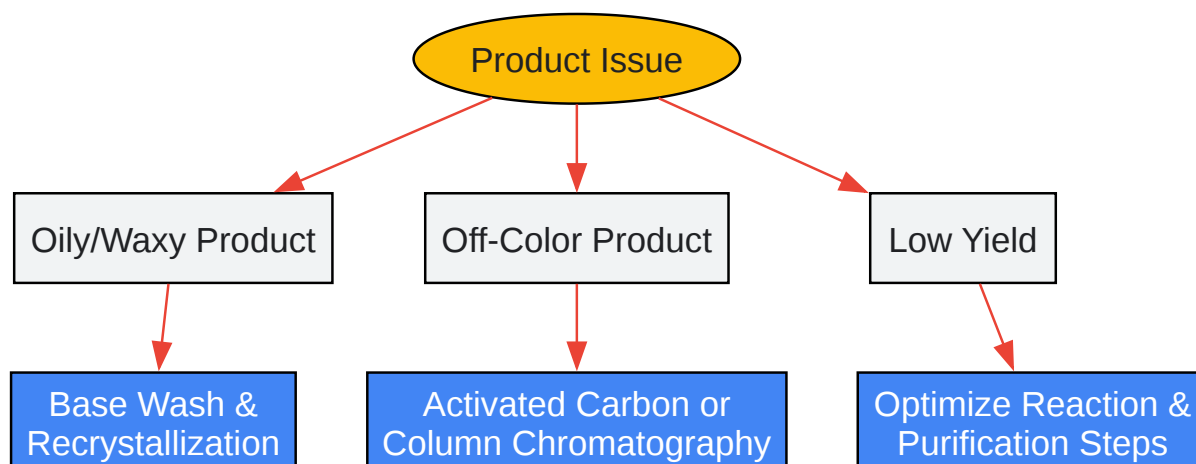 Product Issue
Oily/Waxy Product
Off-Color Product
Low Yield
Base Wash &
Recrystallization
Activated Carbon or
Column Chromatography
Optimize Reaction &
Purification Steps